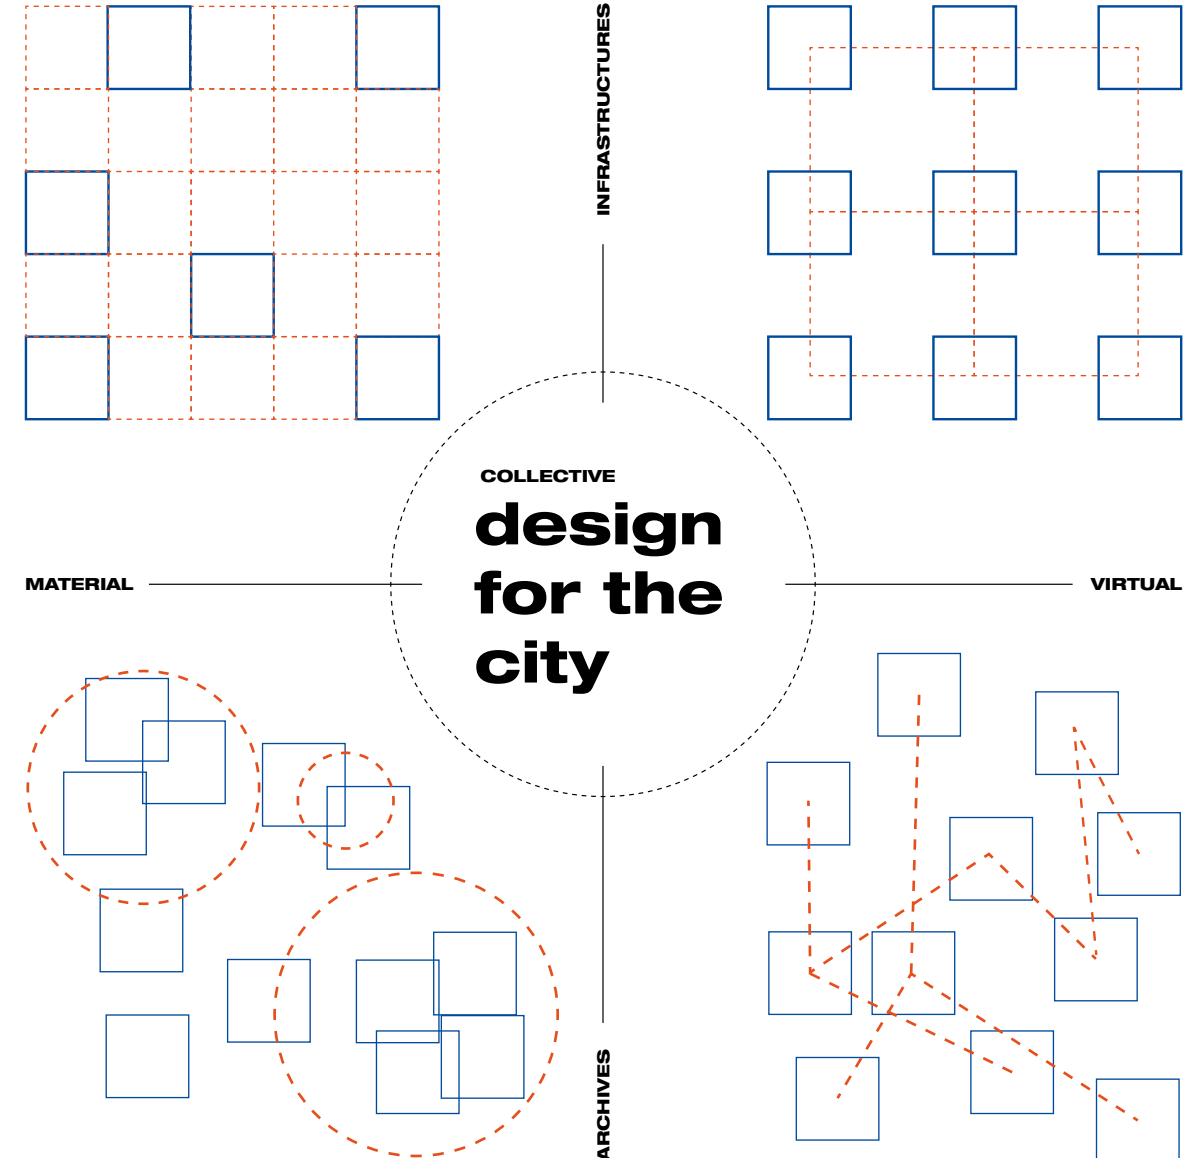 INFRASTRUCTURES
COLLECTIVE
design
for the
city
MATERIAL
VIRTUAL
ARCHIVES